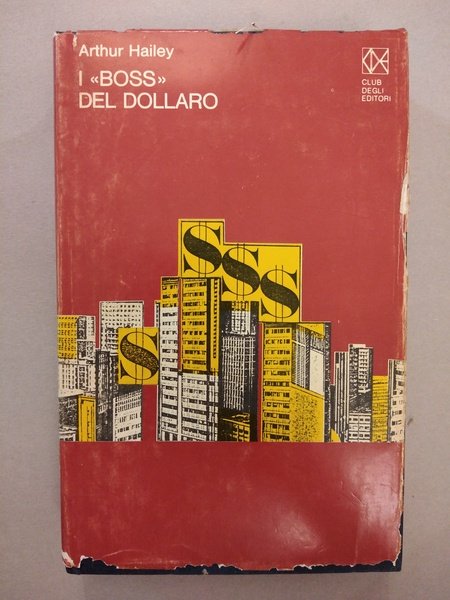 Arthur Hailey
I «BOSS»
DEL DOLLARO
CLUB
DEGLI
EDITORI
$
$
$
$